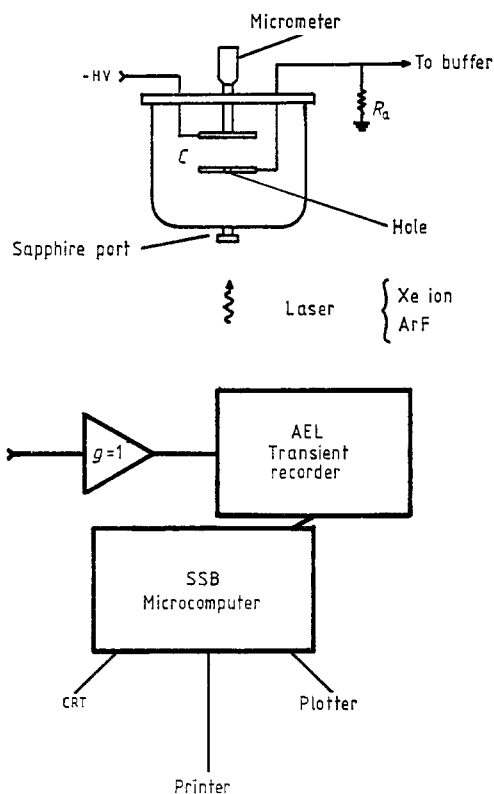 Micrometer
-HV
To buffer
Rₐ
C
Hole
Sapphire port
Laser
Xe ion
ArF
g=1
AEL
Transient
recorder
SSB
Microcomputer
CRT
Plotter
Printer